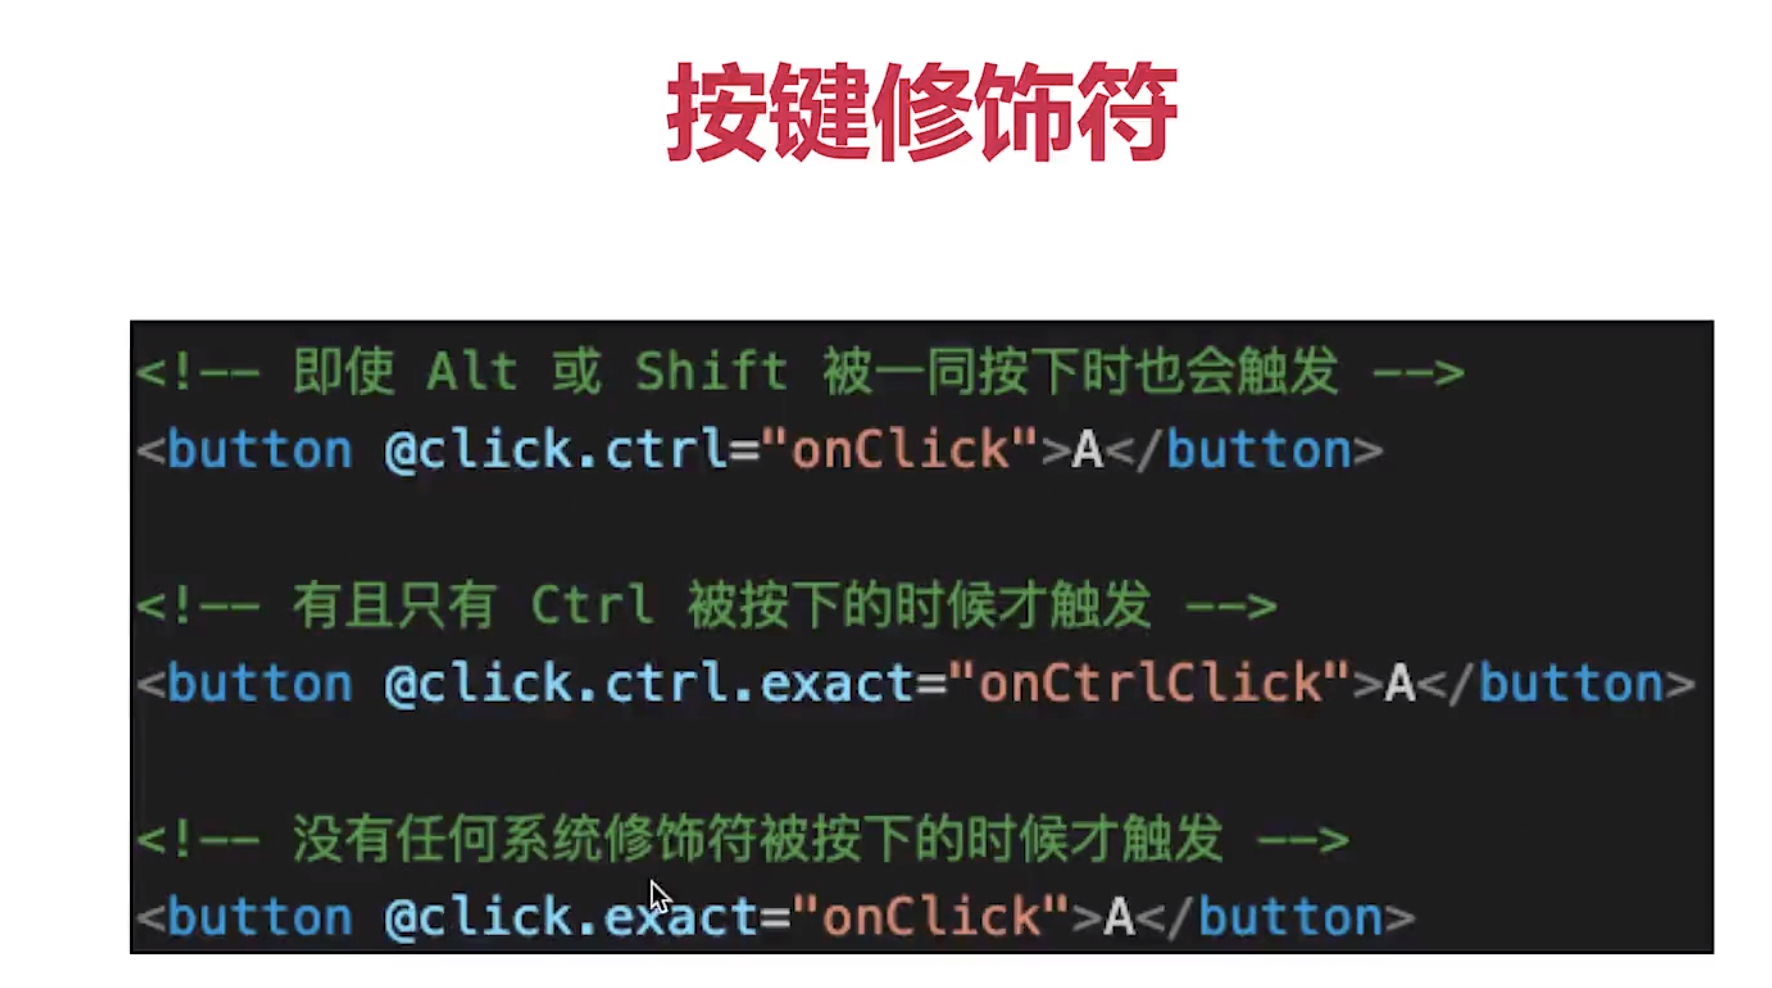 按键修饰符
<!-- 即使 Alt 或 Shift 被一同按下时也会触发 -->
<button @click.ctrl="onClick">A</button>
<!-- 有且只有 Ctrl 被按下的时候才触发 -->
<button @click.ctrl.exact="onCtrlClick">A</button>
<!-- 没有任何系统修饰符被按下的时候才触发 -->
<button @click.exact="onClick">A</button>